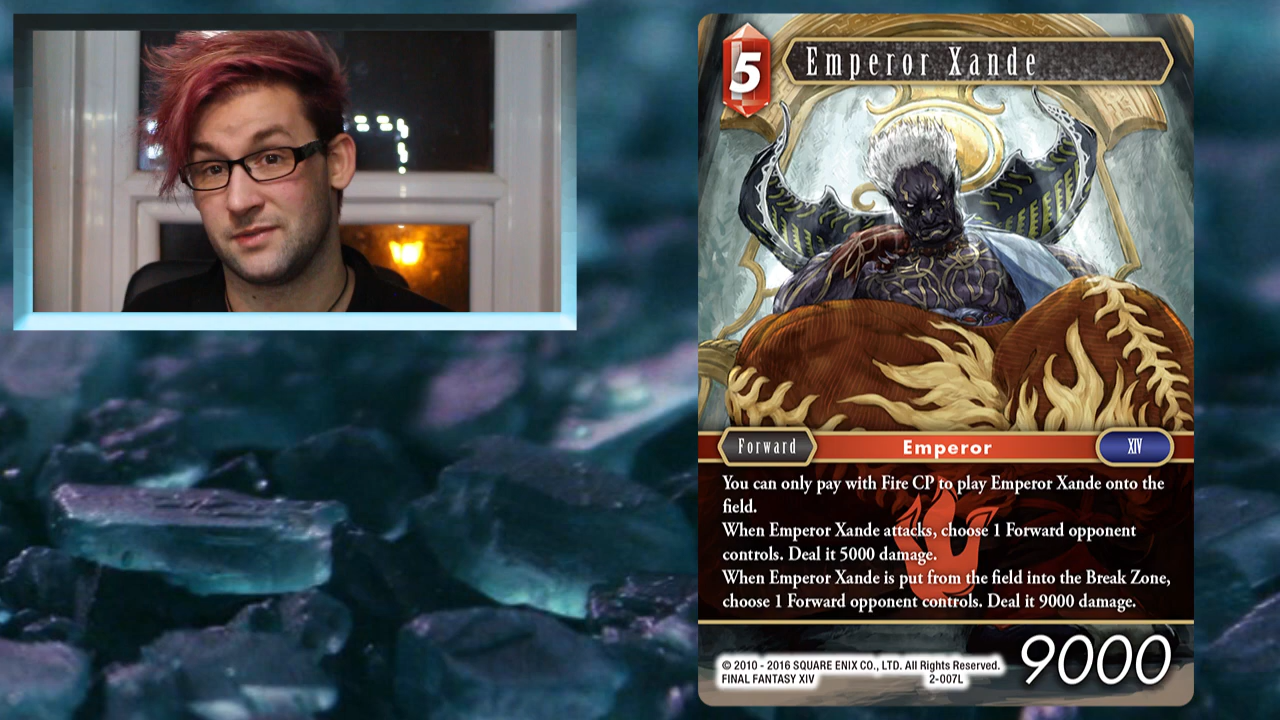 5
Emperor Xande
Forward
Emperor
XIV
You can only pay with Fire CP to play Emperor Xande onto the
field.
When Emperor Xande attacks, choose 1 Forward opponent
controls. Deal it 5000 damage.
When Emperor Xande is put from the field into the Break Zone,
choose 1 Forward opponent controls. Deal it 9000 damage.
© 2010 - 2016 SQUARE ENIX CO., LTD. All Rights Reserved.
FINAL FANTASY XIV 2-007L
9000